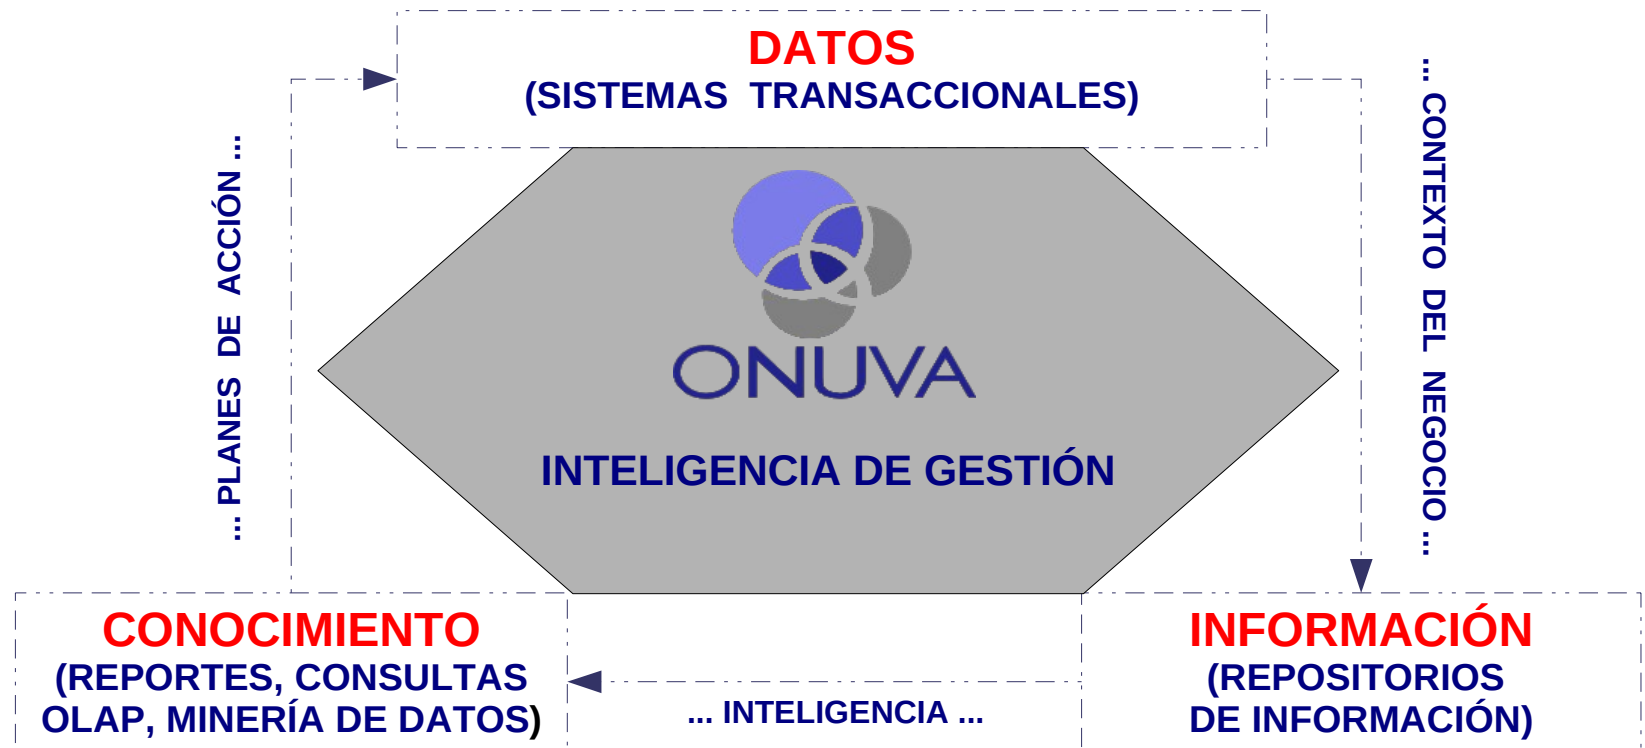 DATOS
(SISTEMAS TRANSACCIONALES)
... PLANES DE ACCIÓN ...
... CONTEXTO DEL NEGOCIO ...
ONUVA
INTELIGENCIA DE GESTIÓN
CONOCIMIENTO
(REPORTES, CONSULTAS
OLAP, MINERÍA DE DATOS)
... INTELIGENCIA ...
INFORMACIÓN
(REPOSITORIOS
DE INFORMACIÓN)